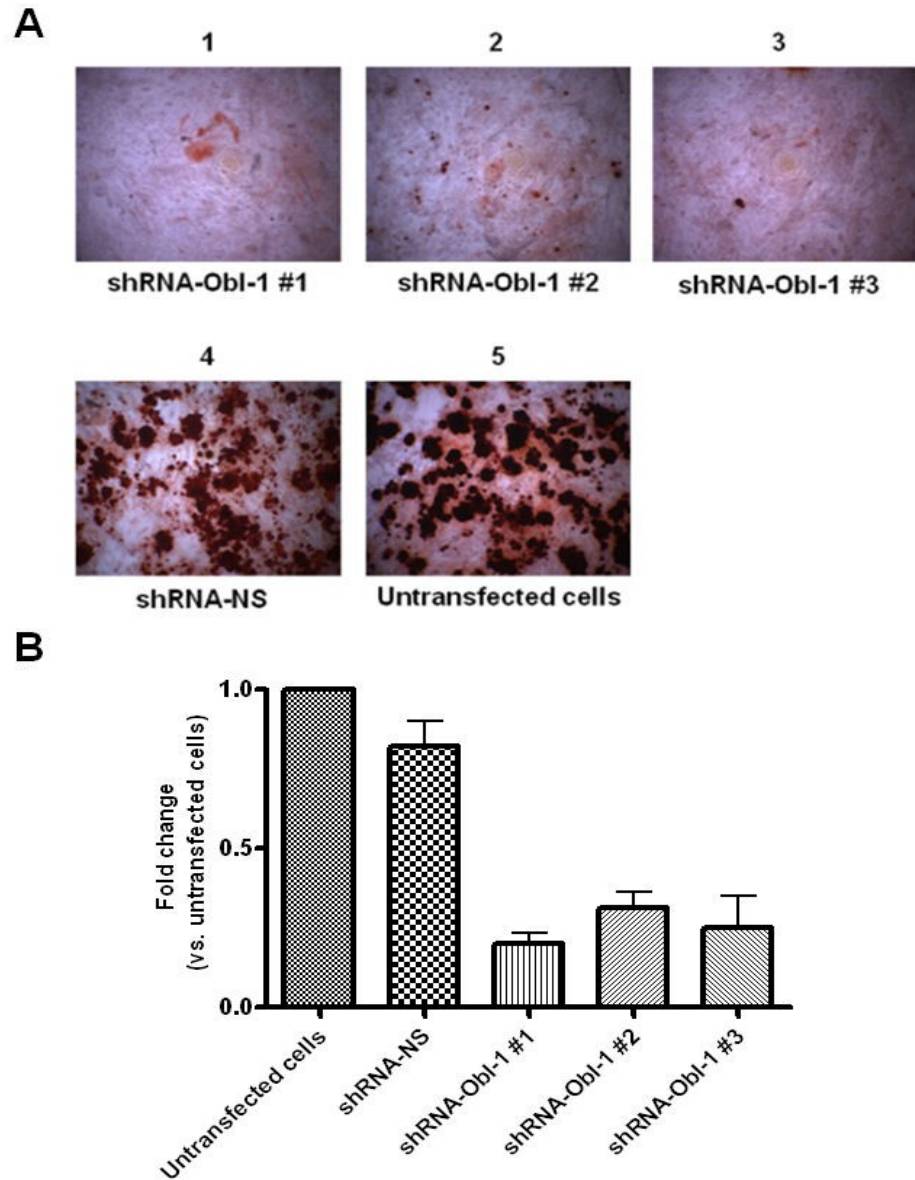 A
1 2 3
shRNA-Obl-1 #1 shRNA-Obl-1 #2 shRNA-Obl-1 #3
4 5
shRNA-NS Untransfected cells
B
Fold change
(vs. untransfected cells)
1.0
0.5
0.0
Untransfected cells
shRNA-NS
shRNA-Obl-1 #1
shRNA-Obl-1 #2
shRNA-Obl-1 #3